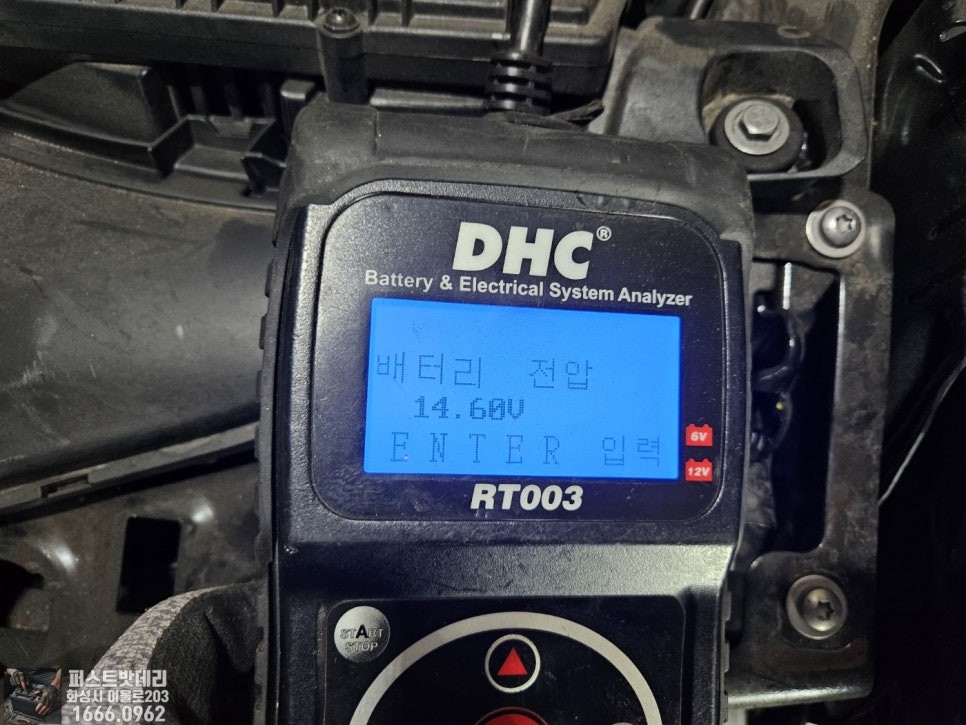 DHC®
Battery & Electrical System Analyzer
배터리 전압
14.60V
ENTER 입력
6V
12V
RT003
START
STOP
퍼스트밧데리
화성시 여울로203
1666.0962